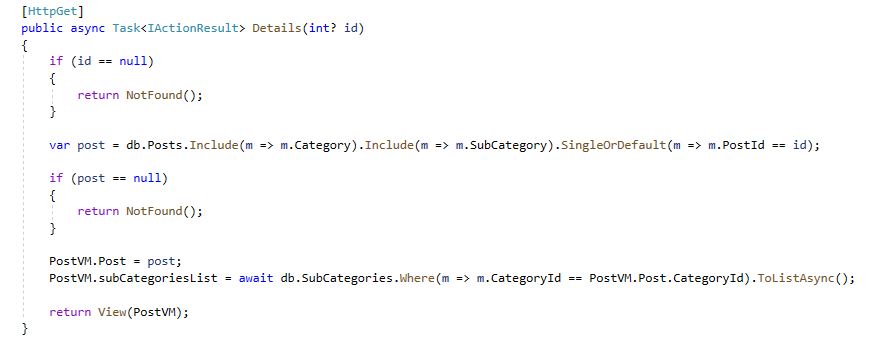 [HttpGet]
public async Task<IActionResult> Details(int? id)
{
    if (id == null)
    {
        return NotFound();
    }
    var post = db.Posts.Include(m => m.Category).Include(m => m.SubCategory).SingleOrDefault(m => m.PostId == id);
    if (post == null)
    {
        return NotFound();
    }
    PostVM.Post = post;
    PostVM.subCategoriesList = await db.SubCategories.Where(m => m.CategoryId == PostVM.Post.CategoryId).ToListAsync();
    return View(PostVM);
}